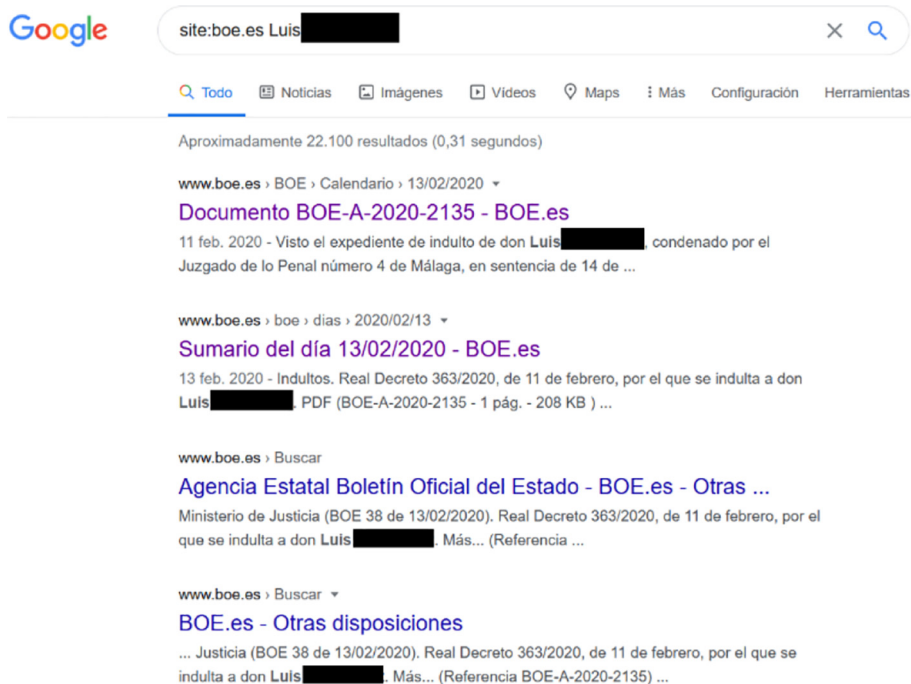 Google
site:boe.es Luis
Todo Noticias Imágenes Vídeos Maps Más Configuración Herramientas
Aproximadamente 22.100 resultados (0,31 segundos)
www.boe.es › BOE › Calendario › 13/02/2020
Documento BOE-A-2020-2135 - BOE.es
11 feb. 2020 - Visto el expediente de indulto de don Luis , condenado por el
Juzgado de lo Penal número 4 de Málaga, en sentencia de 14 de ...
www.boe.es › boe › dias › 2020/02/13
Sumario del día 13/02/2020 - BOE.es
13 feb. 2020 - Indultos. Real Decreto 363/2020, de 11 de febrero, por el que se indulta a don
Luis . PDF (BOE-A-2020-2135 - 1 pág. - 208 KB ) ...
www.boe.es › Buscar
Agencia Estatal Boletín Oficial del Estado - BOE.es - Otras ...
Ministerio de Justicia (BOE 38 de 13/02/2020). Real Decreto 363/2020, de 11 de febrero, por el
que se indulta a don Luis . Más... (Referencia ...
www.boe.es › Buscar
BOE.es - Otras disposiciones
... Justicia (BOE 38 de 13/02/2020). Real Decreto 363/2020, de 11 de febrero, por el que se
indulta a don Luis . Más... (Referencia BOE-A-2020-2135) ...